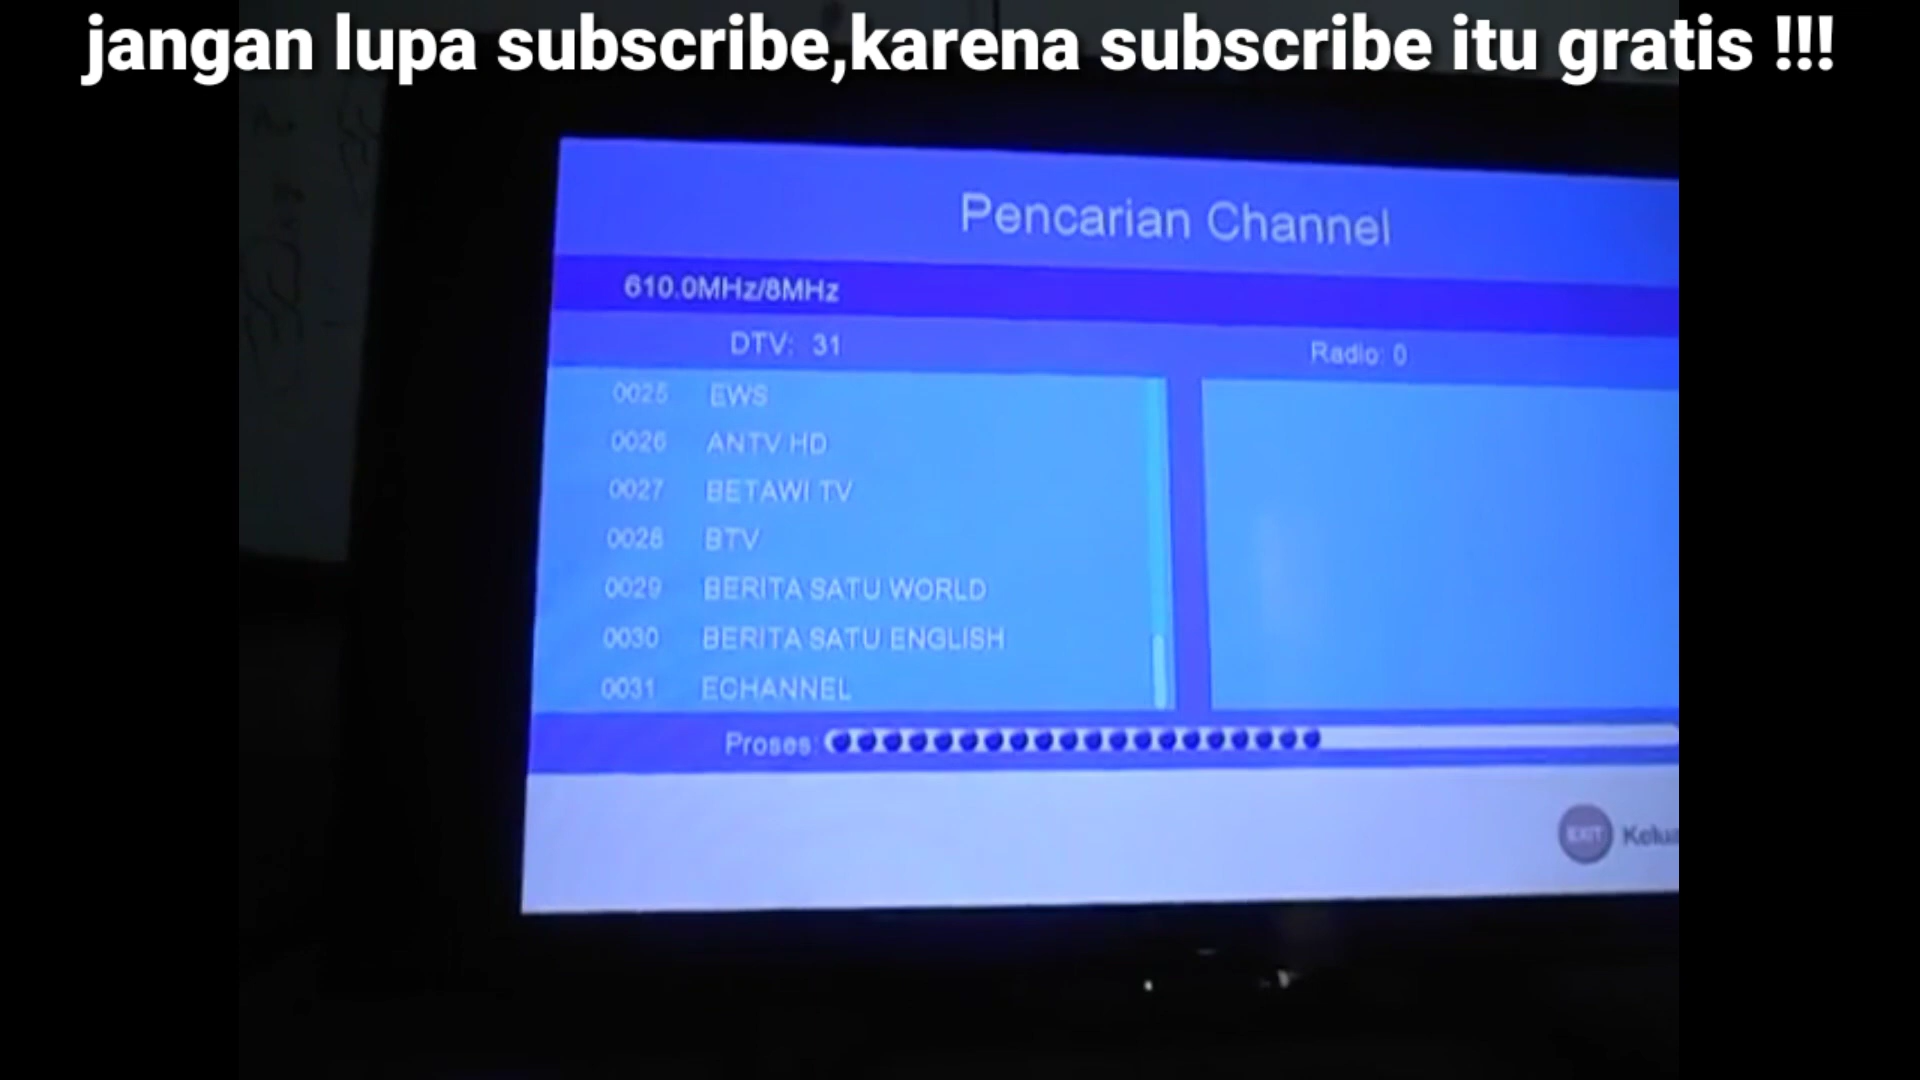 jangan lupa subscribe,karena subscribe itu gratis !!!
Pencarian Channel
610.0MHz/8MHz
DTV: 31
Radio: 0
0025 EWS
0026 ANTV HD
0027 BETAWI TV
0028 BTV
0029 BERITA SATU WORLD
0030 BERITA SATU ENGLISH
0031 ECHANNEL
Proses:
EXIT